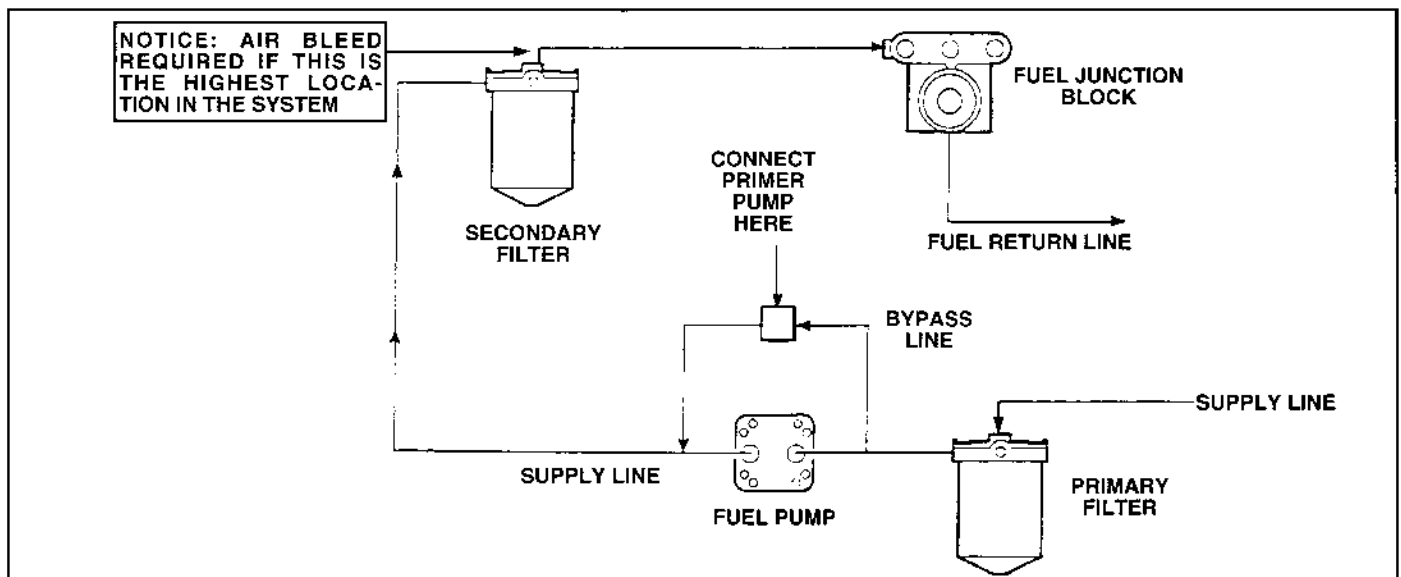 NOTICE: AIR BLEED
REQUIRED IF THIS IS
THE HIGHEST LOCA-
TION IN THE SYSTEM
FUEL JUNCTION
BLOCK
CONNECT
PRIMER
PUMP
HERE
SECONDARY
FILTER
FUEL RETURN LINE
BYPASS
LINE
SUPPLY LINE
SUPPLY LINE
PRIMARY
FILTER
FUEL PUMP